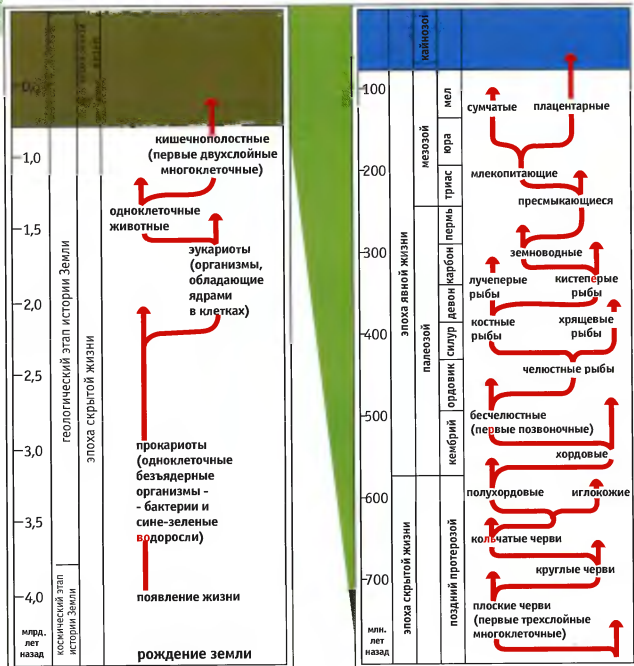 1,0
1,5
2,0
2,5
3,0
3,5
4,0
млрд.
лет
назад
геологический этап истории Земли
космический этап
истории Земли
эпоха скрытой жизни
кишечнополостные
(первые двухслойные
многоклеточные)
одноклеточные
животные
эукариоты
(организмы,
обладающие
ядрами
в клетках)
прокариоты
(одноклеточные
безъядерные
организмы -
- бактерии и
сине-зеленые
водоросли)
появление жизни
рождение земли
100
200
300
400
500
600
700
млн.
лет
назад
эпоха явной жизни
эпоха скрытой жизни
кайнозой
мезозой
палеозой
поздний протерозой
мел
юра
триас
пермь
карбон
девон
силур
ордовик
кембрий
сумчатые
плацентарные
млекопитающие
пресмыкающиеся
земноводные
лучеперые
рыбы
кистеперые
рыбы
костные
рыбы
хрящевые
рыбы
челюстные рыбы
бесчелюстные
(первые позвоночные)
хордовые
полухордовые
иглокожие
кольчатые черви
круглые черви
плоские черви
(первые трехслойные
многоклеточные)